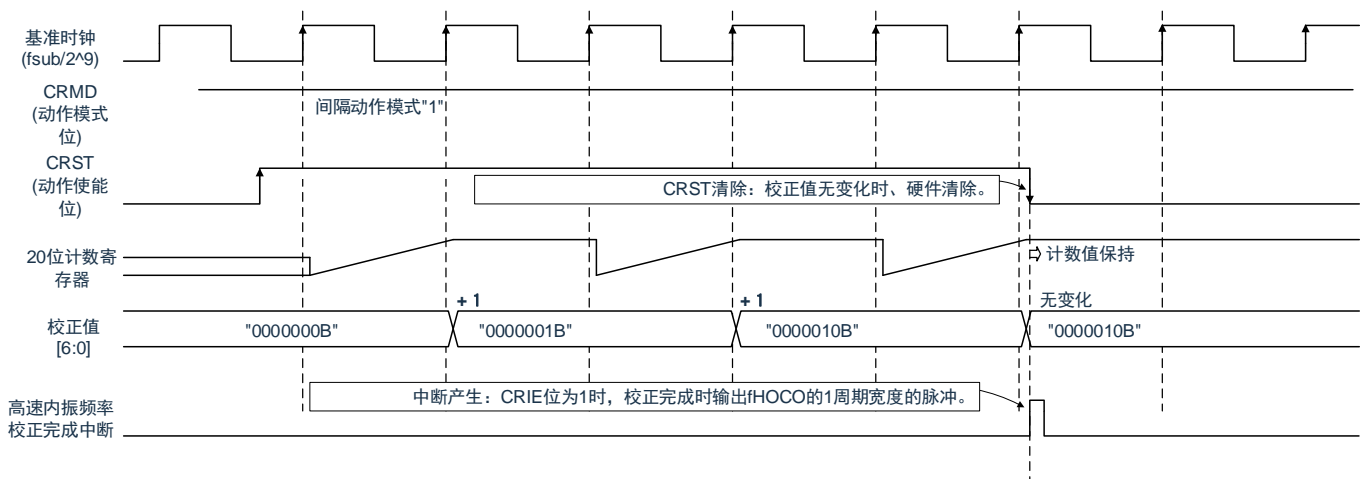 基准时钟
(fsub/2^9)
CRMD
(动作模式
位)
间隔动作模式"1"
CRST
(动作使能
位)
CRST清除：校正值无变化时、硬件清除。
20位计数寄
存器
计数值保持
+ 1
+ 1
无变化
校正值
[6:0]
"0000000B"
"0000001B"
"0000010B"
"0000010B"
中断产生：CRIE位为1时，校正完成时输出fHOCO的1周期宽度的脉冲。
高速内振频率
校正完成中断